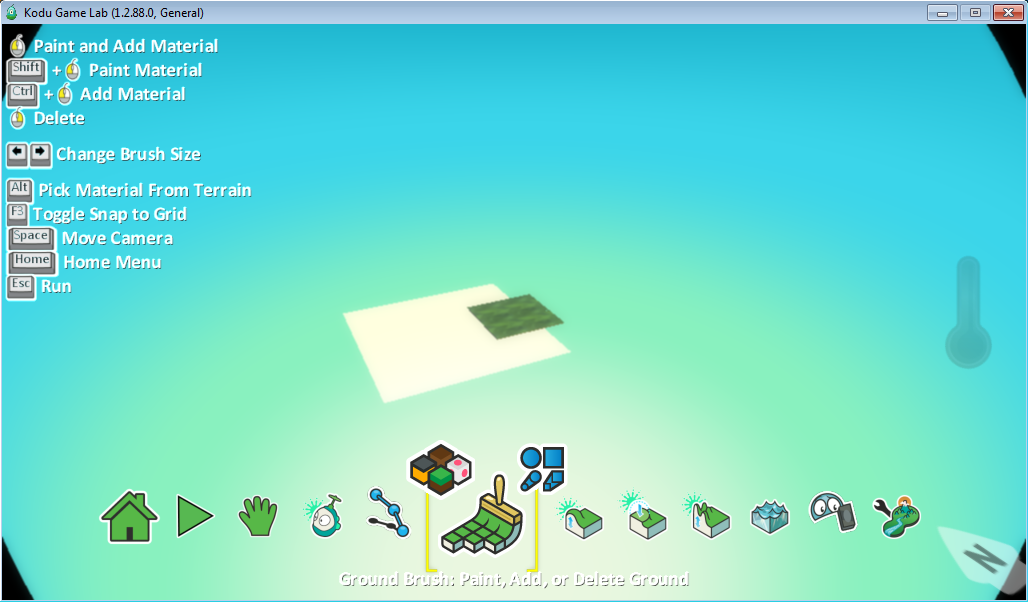 Kodu Game Lab (1.2.88.0, General)
Paint and Add Material
Shift + Paint Material
Ctrl + Add Material
Delete
Change Brush Size
Alt Pick Material From Terrain
F3 Toggle Snap to Grid
Space Move Camera
Home Home Menu
Esc Run
N
Ground Brush: Paint, Add, or Delete Ground